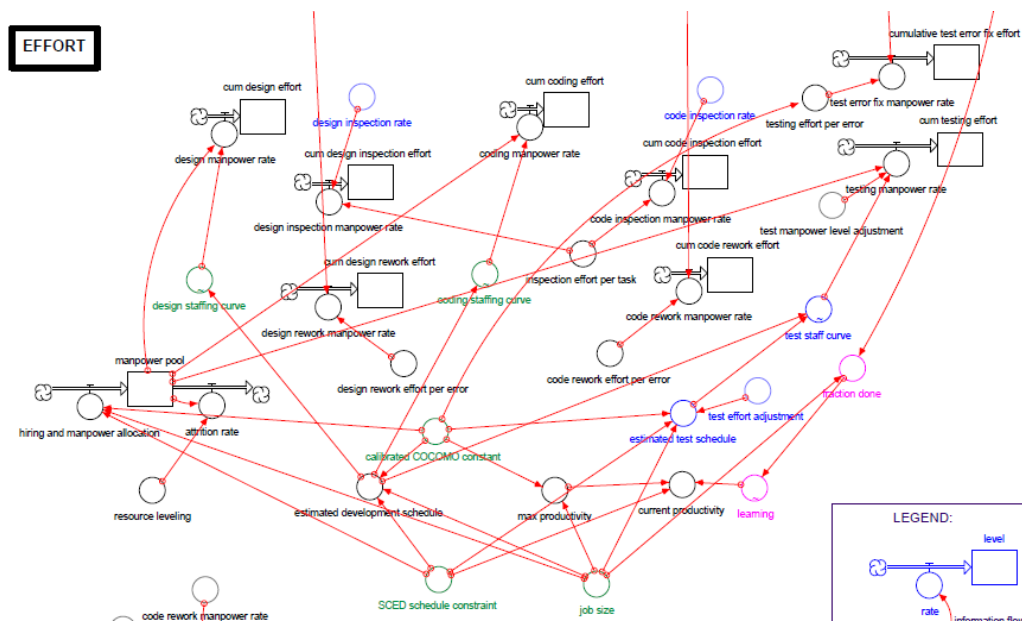 EFFORT
cumulative test error fix effort
cum design effort
cum coding effort
design inspection rate
code inspection rate
test error fix manpower rate
testing effort per error
cum testing effort
design manpower rate
cum design inspection effort
coding manpower rate
cum code inspection effort
testing manpower rate
design inspection manpower rate
code inspection manpower rate
test manpower level adjustment
cum design rework effort
inspection effort per task
cum code rework effort
design staffing curve
coding staffing curve
design rework manpower rate
code rework manpower rate
test staff curve
manpower pool
design rework effort per error
code rework effort per error
fraction done
hiring and manpower allocation
attrition rate
test effort adjustment
estimated test schedule
calibrated COCOMO constant
resource leveling
estimated development schedule
max productivity
current productivity
learning
LEGEND:
level
SCED schedule constraint
job size
rate
code rework manpower rate
information flow